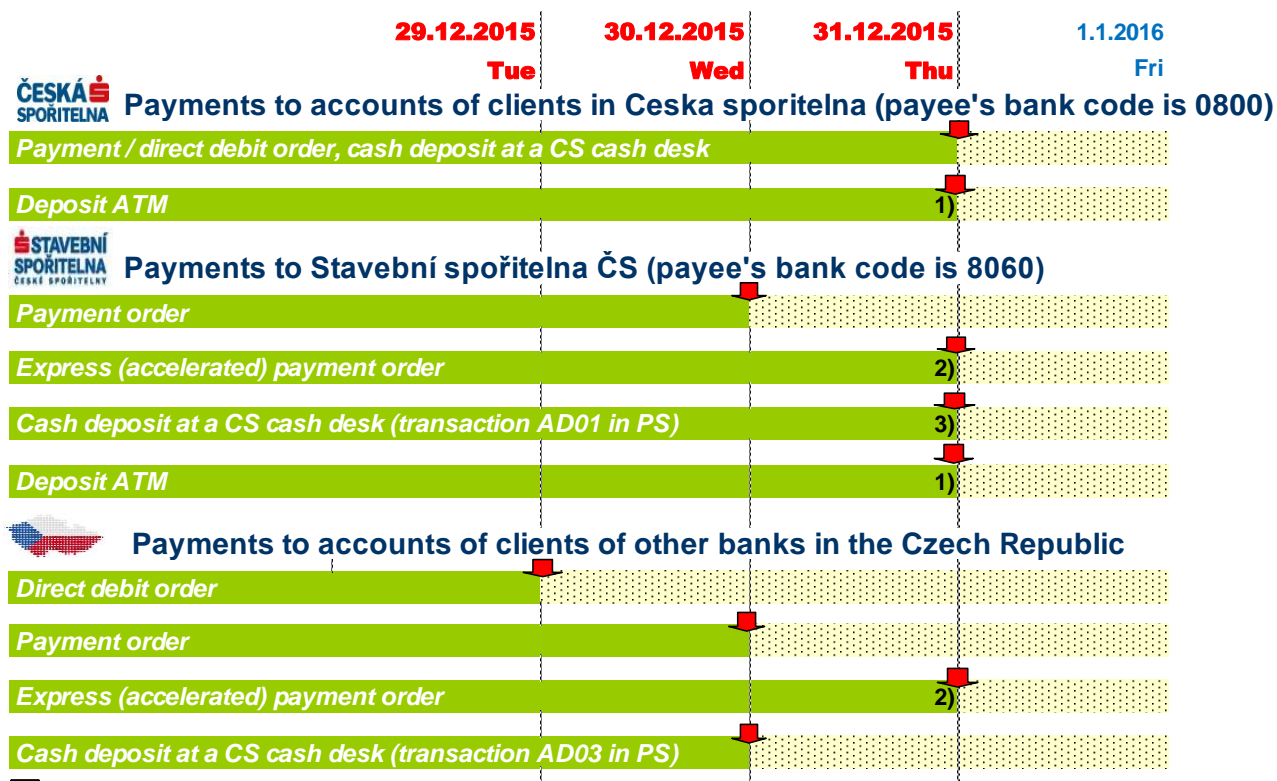 29.12.2015 30.12.2015 31.12.2015 1.1.2016
Tue Wed Thu Fri
ČESKÁ
SPOŘITELNA
Payments to accounts of clients in Ceska sporitelna (payee's bank code is 0800)
Payment / direct debit order, cash deposit at a CS cash desk
Deposit ATM 1)
STAVEBNÍ
SPOŘITELNA
ČESKÉ SPOŘITELNY
Payments to Stavební spořitelna ČS (payee's bank code is 8060)
Payment order
Express (accelerated) payment order 2)
Cash deposit at a CS cash desk (transaction AD01 in PS) 3)
Deposit ATM 1)
Payments to accounts of clients of other banks in the Czech Republic
Direct debit order
Payment order
Express (accelerated) payment order 2)
Cash deposit at a CS cash desk (transaction AD03 in PS)